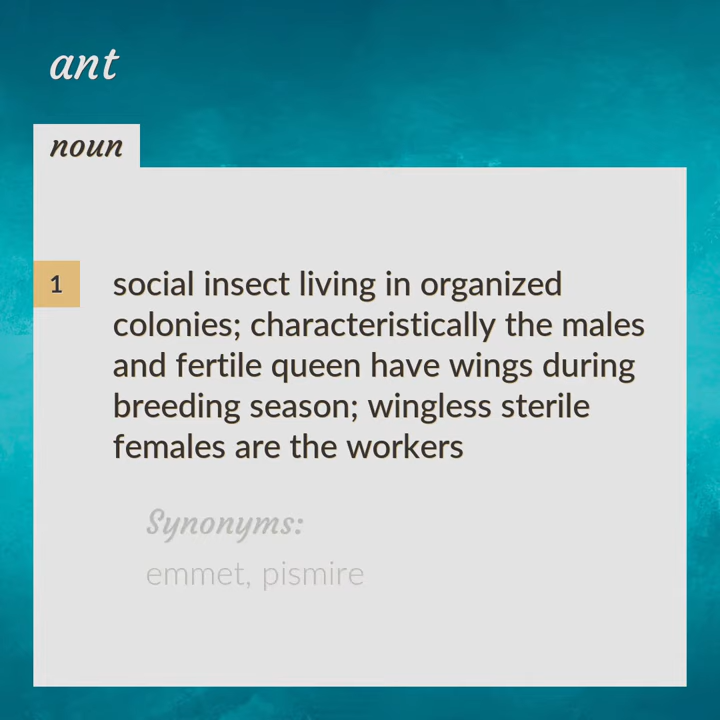 ant
noun
1
social insect living in organized
colonies; characteristically the males
and fertile queen have wings during
breeding season; wingless sterile
females are the workers
Synonyms:
emmet, pismire